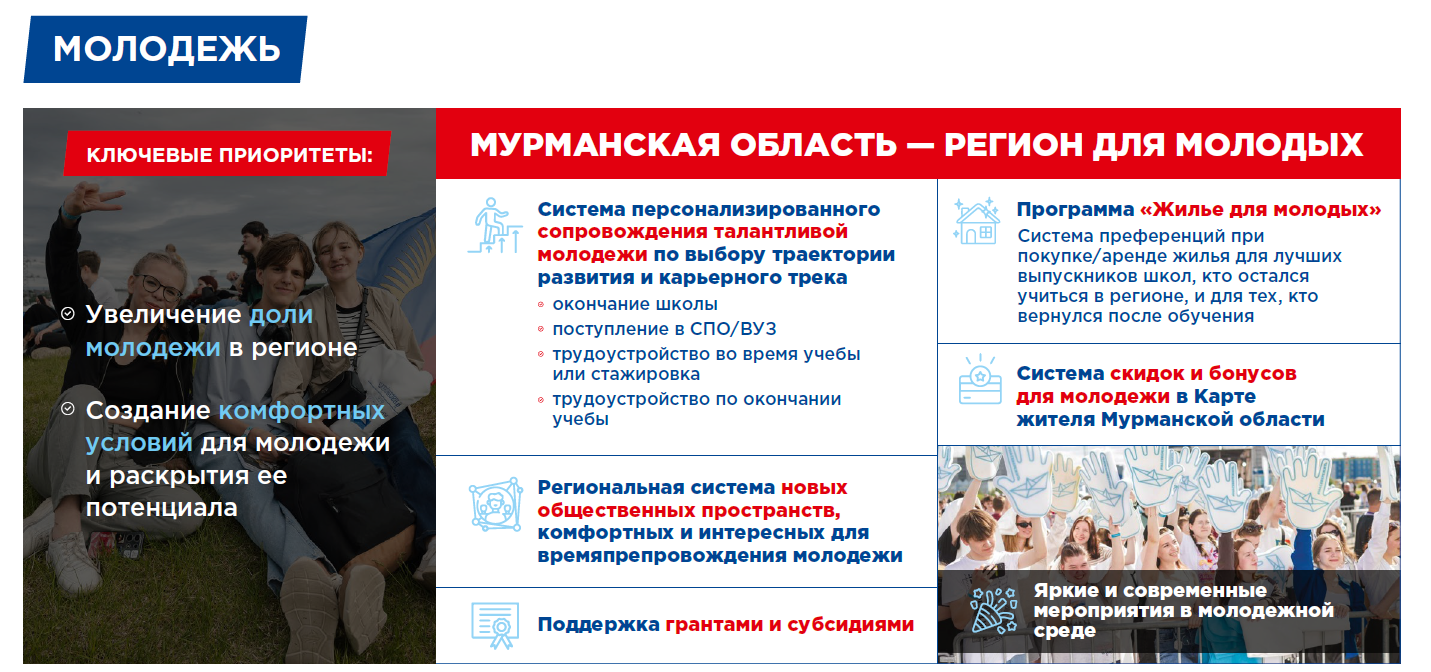 МОЛОДЕЖЬ
КЛЮЧЕВЫЕ ПРИОРИТЕТЫ:
Увеличение доли
молодежи в регионе
Создание комфортных
условий для молодежи
и раскрытия ее
потенциала
МУРМАНСКАЯ ОБЛАСТЬ — РЕГИОН ДЛЯ МОЛОДЫХ
Система персонализированного
сопровождения талантливой
молодежи по выбору траектории
развития и карьерного трека
окончание школы
поступление в СПО/ВУЗ
трудоустройство во время учебы
или стажировка
трудоустройство по окончании
учебы
Региональная система новых
общественных пространств,
комфортных и интересных для
времяпрепровождения молодежи
Поддержка грантами и субсидиями
Программа «Жилье для молодых»
Система преференций при
покупке/аренде жилья для лучших
выпускников школ, кто остался
учиться в регионе, и для тех, кто
вернулся после обучения
Система скидок и бонусов
для молодежи в Карте
жителя Мурманской области
Яркие и современные
мероприятия в молодежной
среде